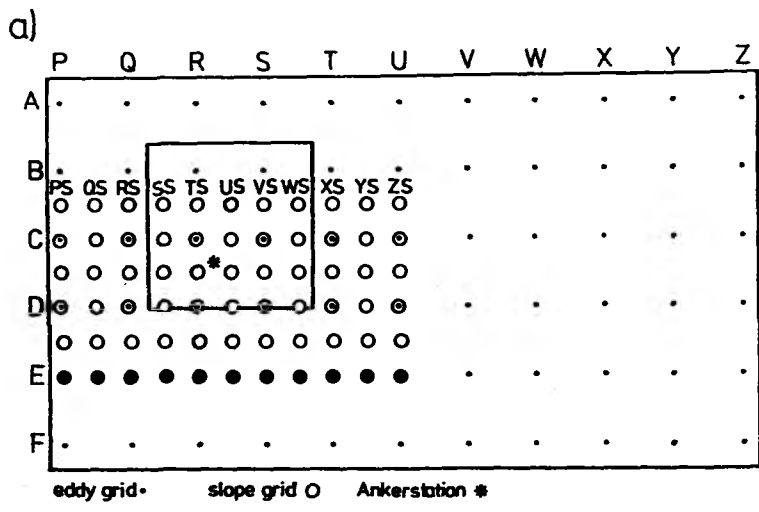 a)
P Q R S T U V W X Y Z
A
B
PS QS RS SS TS US VS WS XS YS ZS
C
*
D
E
F
eddy grid • slope grid O Ankerstation *